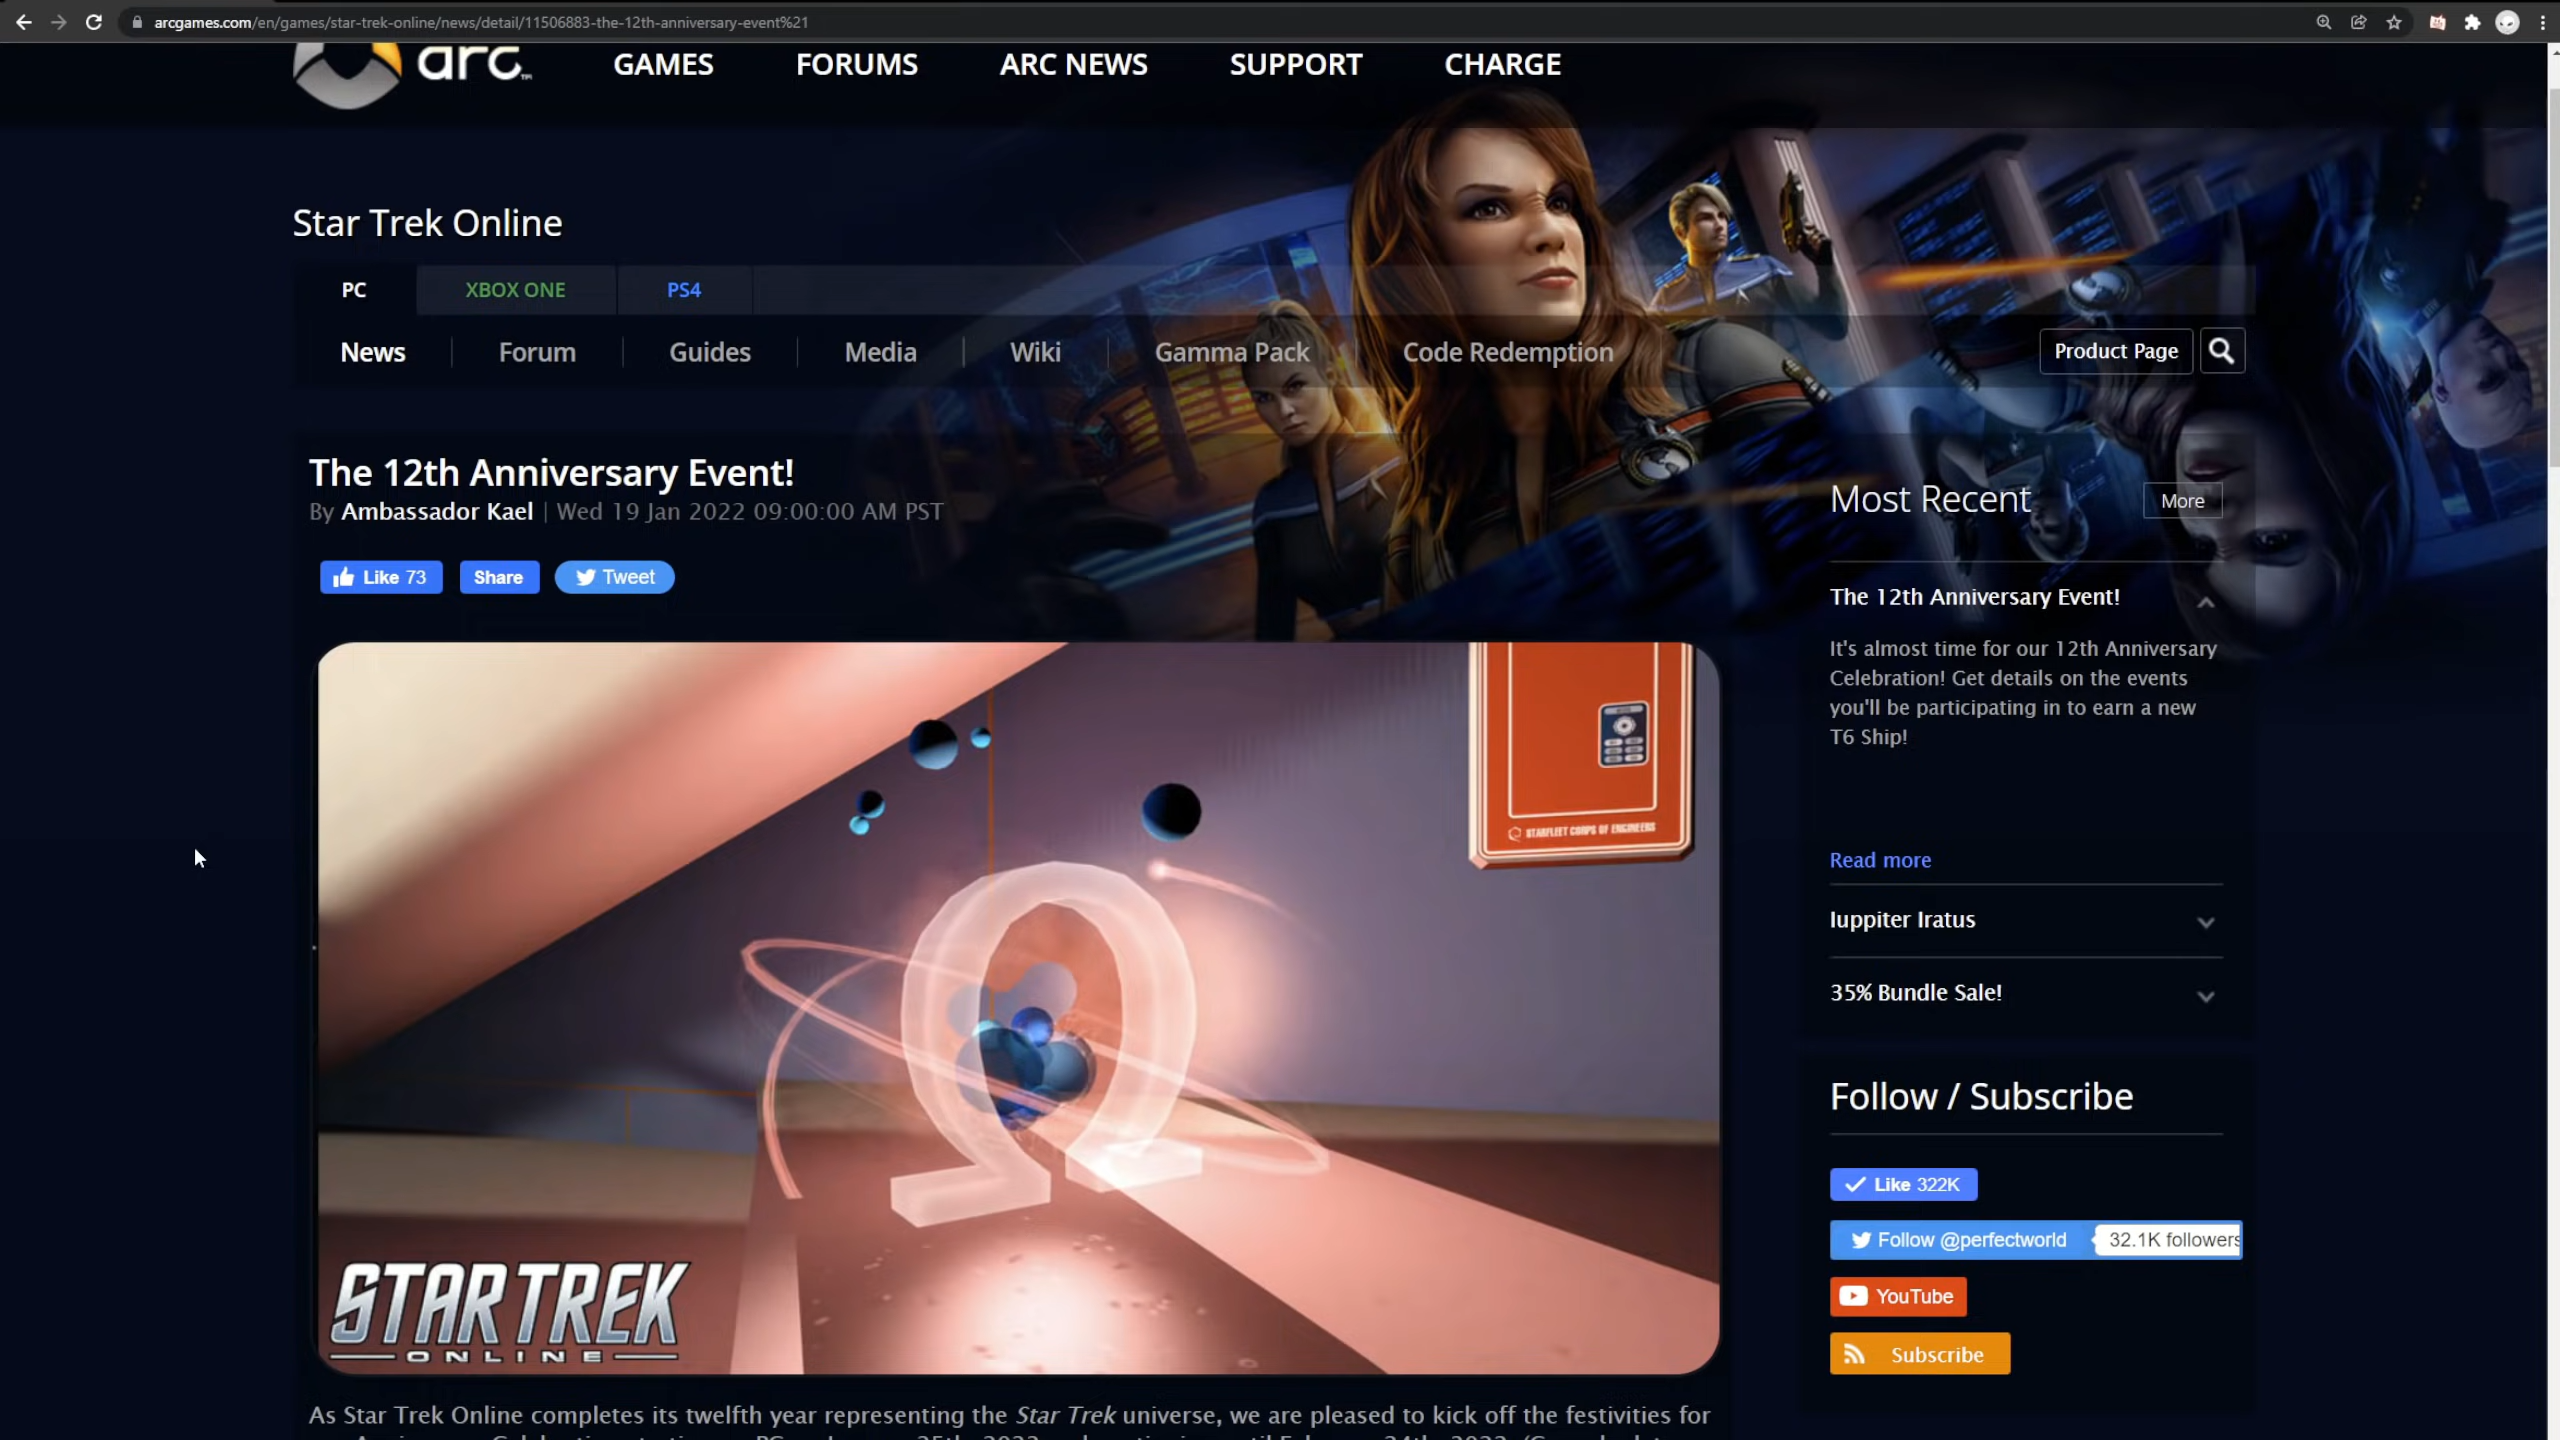 arcgames.com/en/games/star-trek-online/news/detail/11506883-the-12th-anniversary-event%21
arc
GAMES
FORUMS
ARC NEWS
SUPPORT
CHARGE
Star Trek Online
PC
XBOX ONE
PS4
News
Forum
Guides
Media
Wiki
Gamma Pack
Code Redemption
Product Page
The 12th Anniversary Event!
By Ambassador Kael | Wed 19 Jan 2022 09:00:00 AM PST
Like 73
Share
Tweet
STARFLEET CORPS OF ENGINEERS
STAR TREK
ONLINE
As Star Trek Online completes its twelfth year representing the Star Trek universe, we are pleased to kick off the festivities for
Most Recent
More
The 12th Anniversary Event!
It's almost time for our 12th Anniversary
Celebration! Get details on the events
you'll be participating in to earn a new
T6 Ship!
Read more
Iuppiter Iratus
35% Bundle Sale!
Follow / Subscribe
Like 322K
Follow @perfectworld
32.1K followers
YouTube
Subscribe